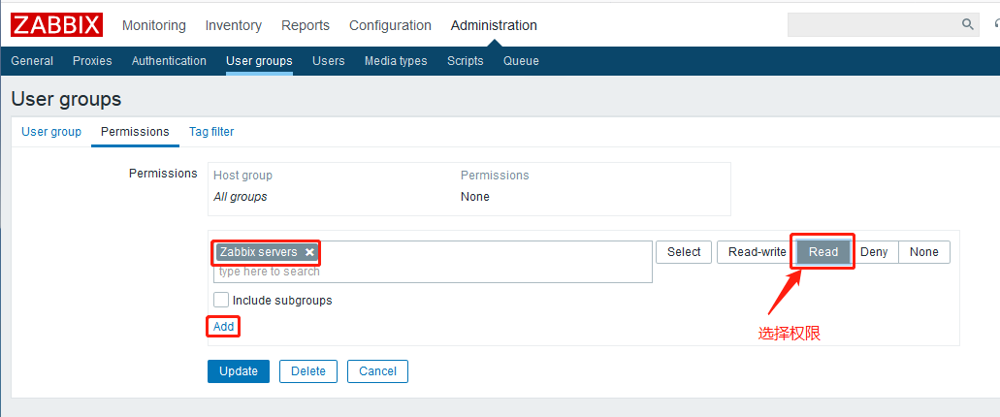 ZABBIX Monitoring Inventory Reports Configuration Administration
General Proxies Authentication User groups Users Media types Scripts Queue
User groups
User group Permissions Tag filter
Permissions Host group Permissions
All groups None
Zabbix servers Select Read-write Read Deny None
type here to search
Include subgroups
Add
选择权限
Update Delete Cancel